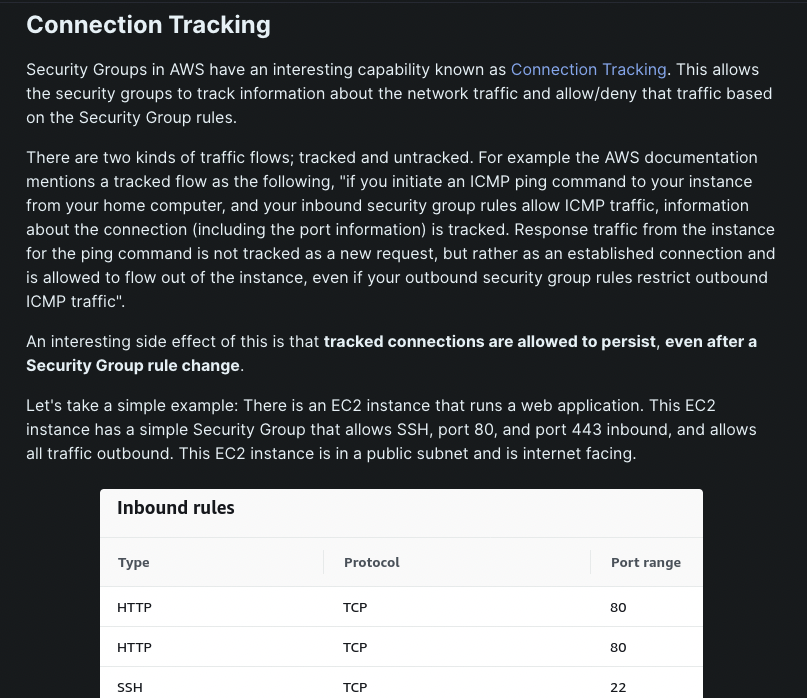 Connection Tracking
Security Groups in AWS have an interesting capability known as Connection Tracking. This allows
the security groups to track information about the network traffic and allow/deny that traffic based
on the Security Group rules.
There are two kinds of traffic flows; tracked and untracked. For example the AWS documentation
mentions a tracked flow as the following, "if you initiate an ICMP ping command to your instance
from your home computer, and your inbound security group rules allow ICMP traffic, information
about the connection (including the port information) is tracked. Response traffic from the instance
for the ping command is not tracked as a new request, but rather as an established connection and
is allowed to flow out of the instance, even if your outbound security group rules restrict outbound
ICMP traffic".
An interesting side effect of this is that tracked connections are allowed to persist, even after a
Security Group rule change.
Let's take a simple example: There is an EC2 instance that runs a web application. This EC2
instance has a simple Security Group that allows SSH, port 80, and port 443 inbound, and allows
all traffic outbound. This EC2 instance is in a public subnet and is internet facing.
Inbound rules
Type Protocol Port range
HTTP TCP 80
HTTP TCP 80
SSH TCP 22